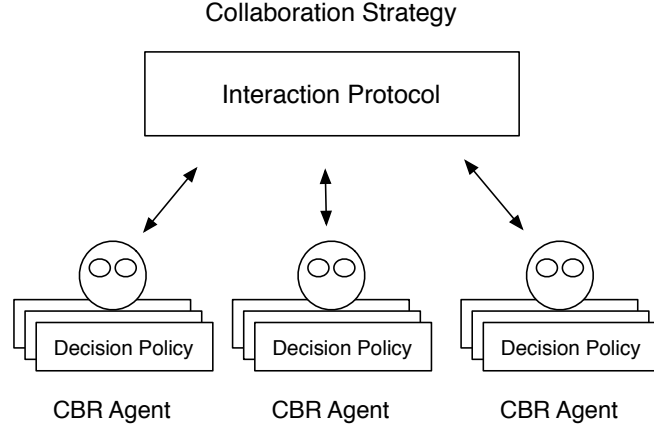 Collaboration Strategy
Interaction Protocol
Decision Policy Decision Policy Decision Policy
CBR Agent CBR Agent CBR Agent